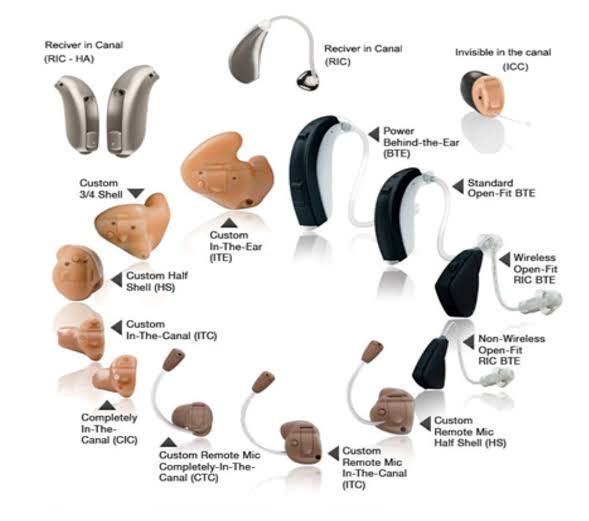 Reciver in Canal
(RIC - HA)
Reciver in Canal
(RIC)
Invisible in the canal
(ICC)
Power
Behind-the-Ear
(BTE)
Custom
3/4 Shell
Standard
Open-Fit BTE
Custom
In-The-Ear
(ITE)
Wireless
Open-Fit
RIC BTE
Custom Half
Shell (HS)
Custom
In-The-Canal (ITC)
Non-Wireless
Open-Fit
RIC BTE
Completely
In-The-
Canal (CIC)
Custom Remote Mic
Completely-In-The-
Canal (CTC)
Custom
Remote Mic
In-The-Canal
(ITC)
Custom
Remote Mic
Half Shell (HS)